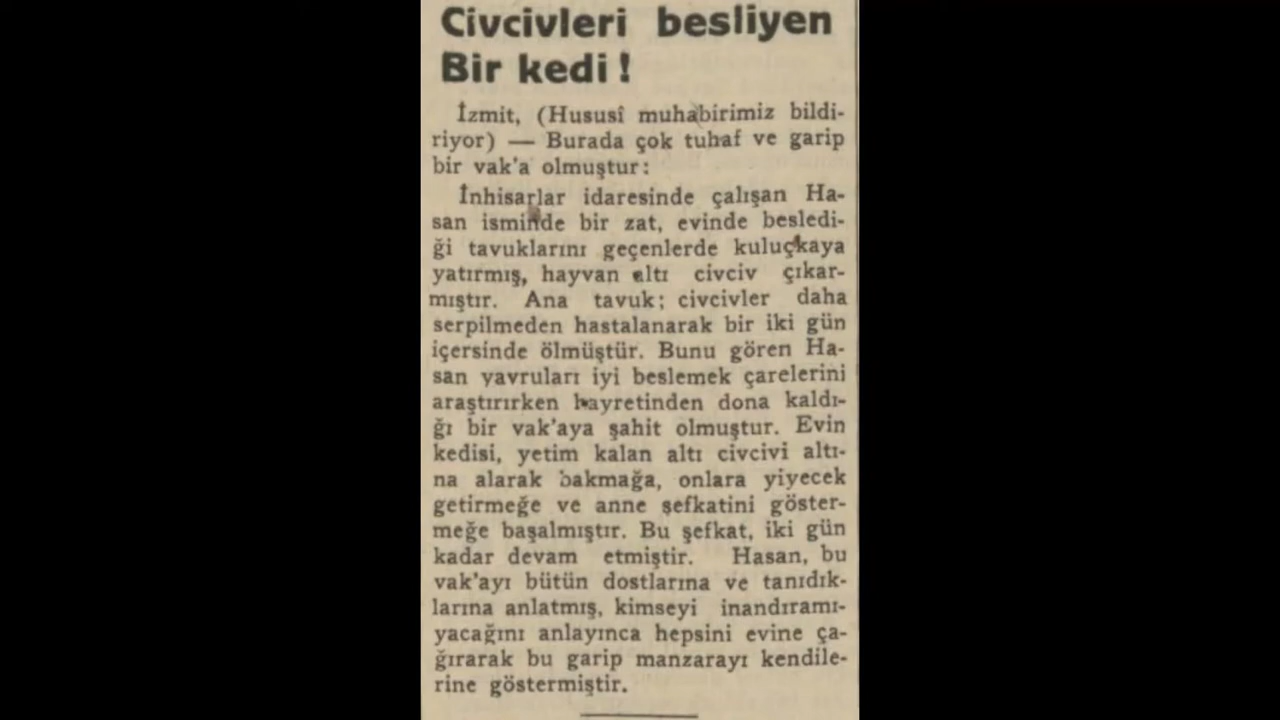 Civcivleri besliyen
Bir kedi!
İzmit, (Hususî muhabirimiz bildi-
riyor) — Burada çok tuhaf ve garip
bir vak'a olmuştur:
İnhisarlar idaresinde çalışan Ha-
san isminde bir zat, evinde besledi-
ği tavuklarını geçenlerde kuluçkaya
yatırmış, hayvan altı civciv çıkar-
mıştır. Ana tavuk; civcivler daha
serpilmeden hastalanarak bir iki gün
içersinde ölmüştür. Bunu gören Ha-
san yavruları iyi beslemek çarelerini
araştırırken hayretinden dona kaldı-
ğı bir vak'aya şahit olmuştur. Evin
kedisi, yetim kalan altı civcivi altı-
na alarak bakmağa, onlara yiyecek
getirmeğe ve anne şefkatini göster-
meğe başalmıştır. Bu şefkat, iki gün
kadar devam etmiştir. Hasan, bu
vak'ayı bütün dostlarına ve tanıdık-
larına anlatmış, kimseyi inandıramı-
yacağını anlayınca hepsini evine ça-
ğırarak bu garip manzarayı kendile-
rine göstermiştir.